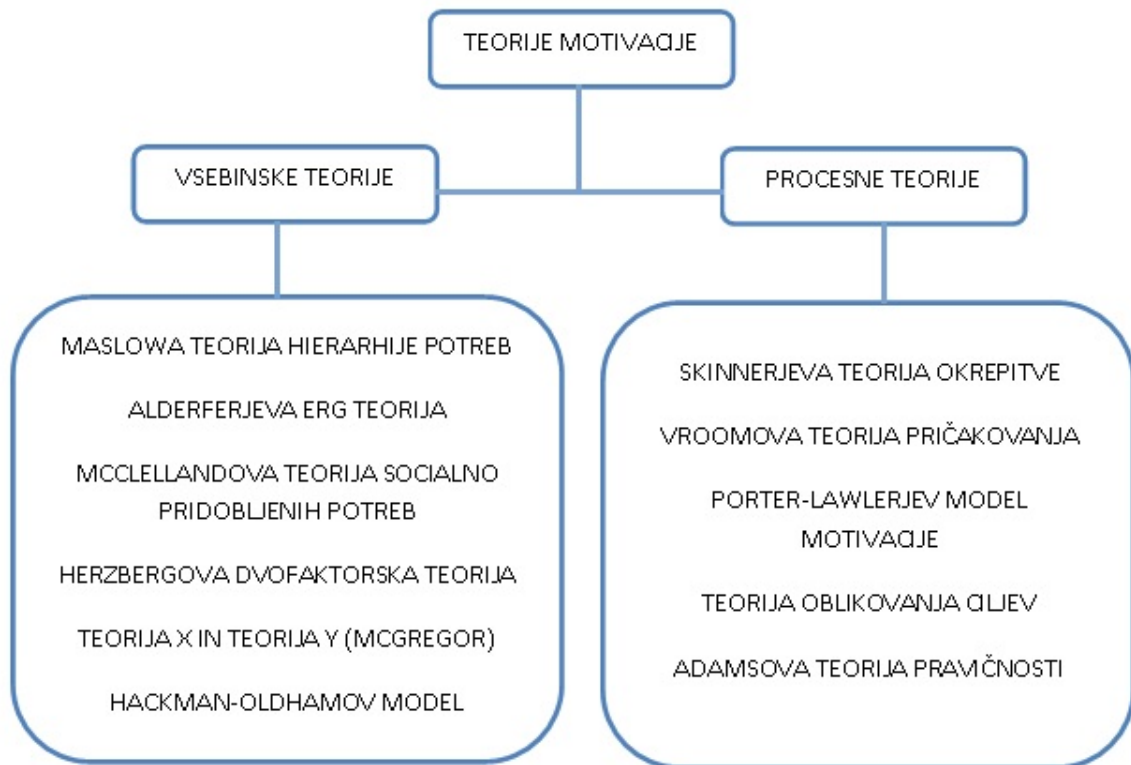 TEORIJE MOTIVACIJE
VSEBINSKE TEORIJE
PROCESNE TEORIJE
MASLOWA TEORIJA HIERARHIJE POTREB
ALDERFERJEVA ERG TEORIJA
MCCLELLANDOVA TEORIJA SOCIALNO
PRIDOBLJENIH POTREB
HERZBERGOVA DVOFAKTORSKA TEORIJA
TEORIJA X IN TEORIJA Y (MCGREGOR)
HACKMAN-OLDHAMOV MODEL
SKINNERJEVA TEORIJA OKREPITVE
VROOMOVA TEORIJA PRIČAKOVANJA
PORTER-LAWLERJEV MODEL
MOTIVACIJE
TEORIJA OBLIKOVANJA CILJEV
ADAMSOVA TEORIJA PRAVIČNOSTI